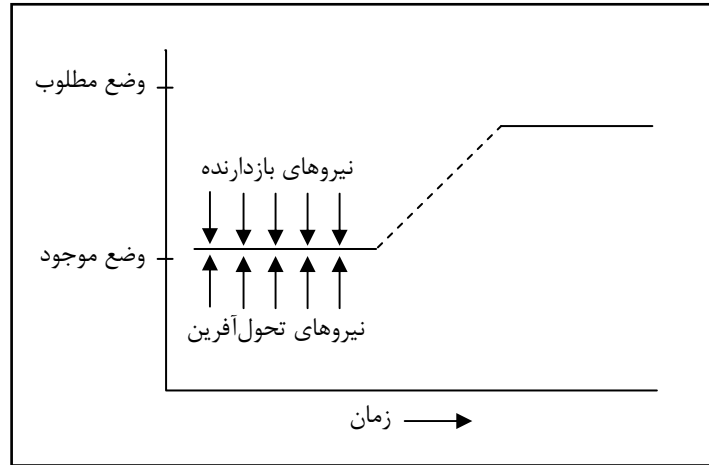 وضع مطلوب
نیروهای بازدارنده
وضع موجود
نیروهای تحول‌آفرین
زمان